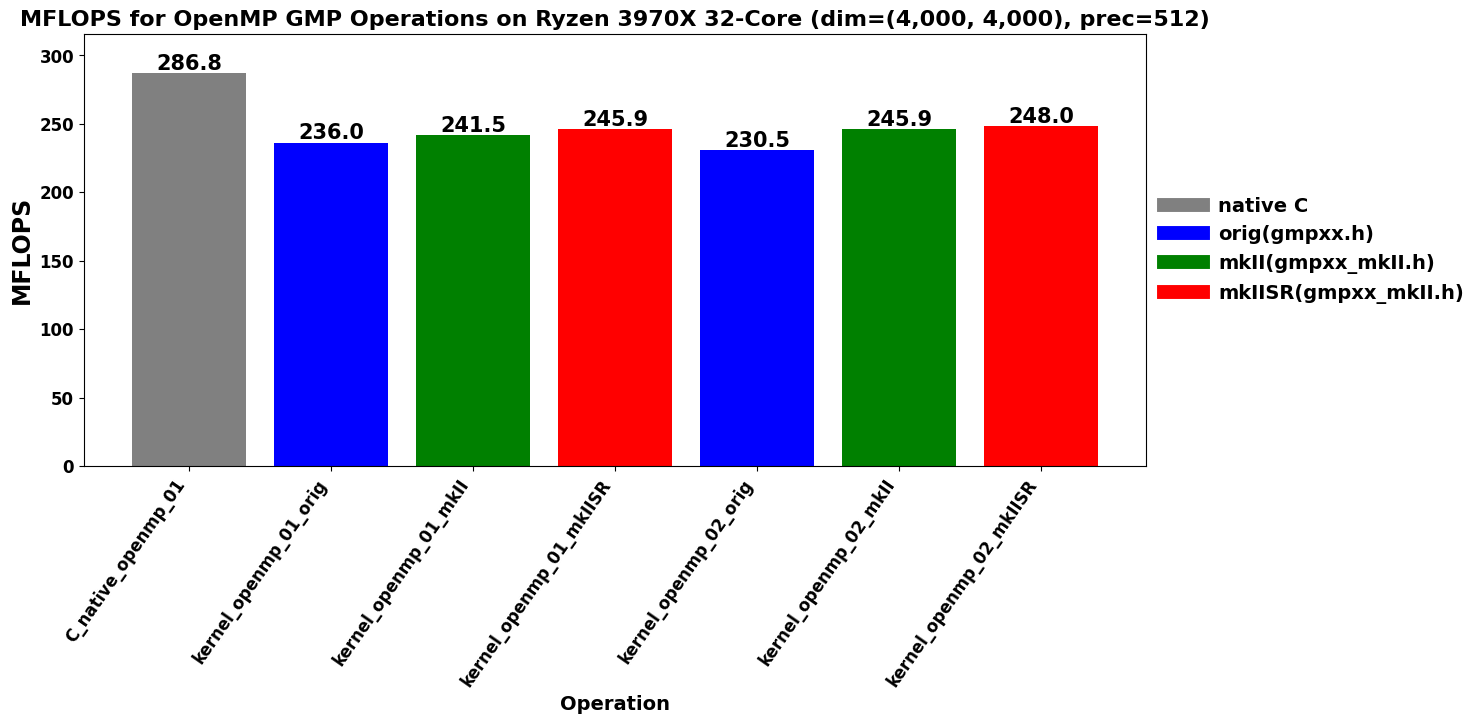 MFLOPS for OpenMP GMP Operations on Ryzen 3970X 32-Core (dim=(4,000, 4,000), prec=512)
MFLOPS
300
250
200
150
100
50
0
286.8
236.0
241.5
245.9
230.5
245.9
248.0
C_native_openmp_01
kernel_openmp_01_orig
kernel_openmp_01_mkII
kernel_openmp_01_mkIISR
kernel_openmp_02_orig
kernel_openmp_02_mkII
kernel_openmp_02_mkIISR
Operation
native C
orig(gmpxx.h)
mkII(gmpxx_mkII.h)
mkIISR(gmpxx_mkII.h)